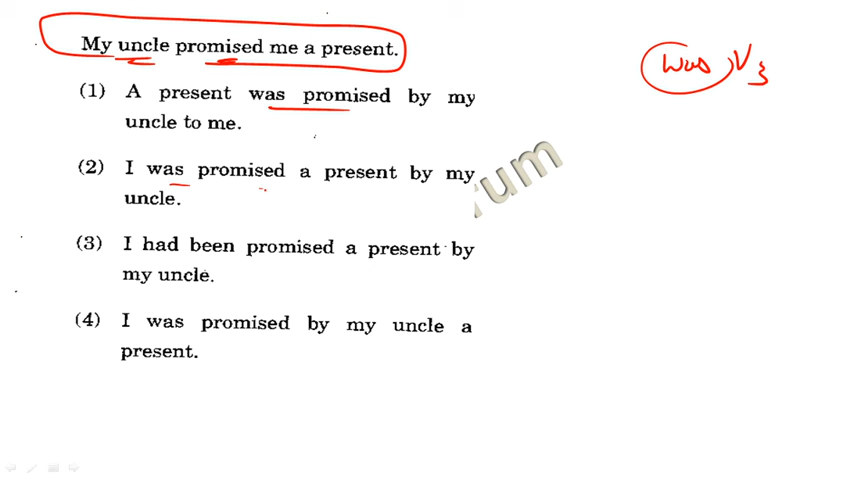 My uncle promised me a present.
was V3
(1) A present was promised by my
uncle to me.
(2) I was promised a present by my
uncle.
(3) I had been promised a present by
my uncle.
(4) I was promised by my uncle a
present.